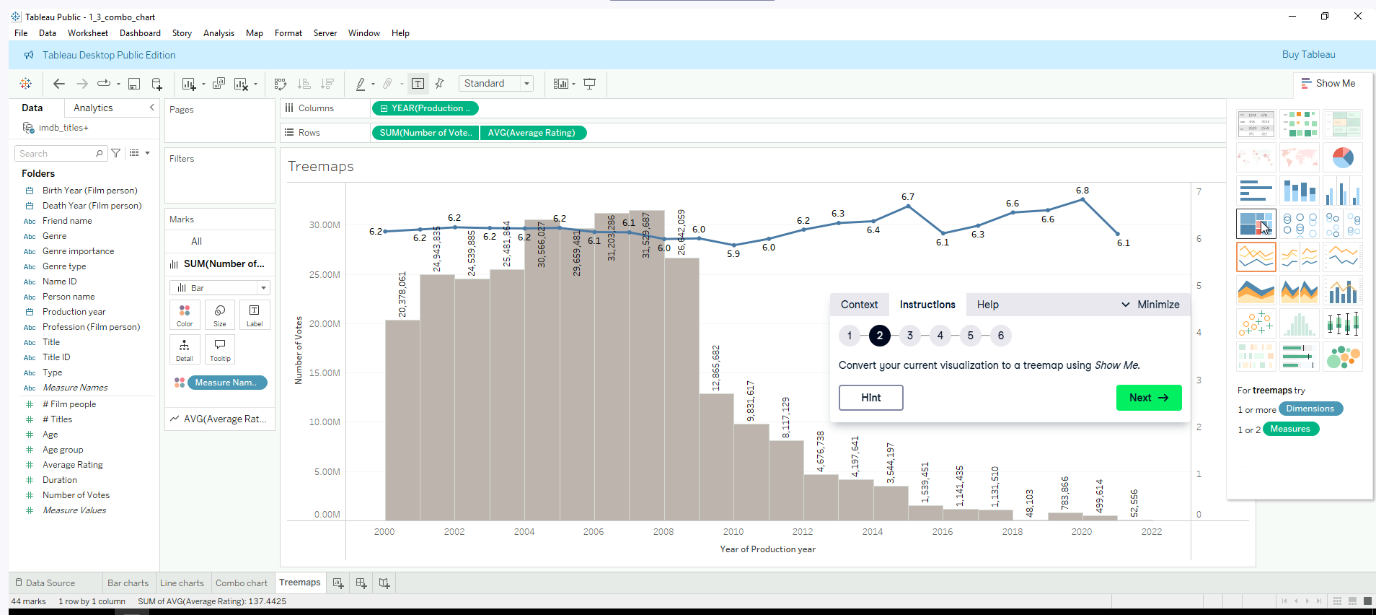 Tableau Public - 1_3_combo_chart
File Data Worksheet Dashboard Story Analysis Map Format Server Window Help
Tableau Desktop Public Edition
Buy Tableau
Standard
Show Me
Data Analytics
imdb_titles+
Search
Folders
Birth Year (Film person)
Death Year (Film person)
Abc Friend name
Abc Genre
Abc Genre importance
Abc Genre type
Abc Name ID
Abc Person name
Production year
Abc Profession (Film person)
Abc Title
Abc Title ID
Abc Type
Abc Measure Names
# Film people
# Titles
Age
Age group
Average Rating
Duration
Number of Votes
Measure Values
Pages
Filters
Marks
All
SUM(Number of...
Bar
Color Size Label
Detail Tooltip
Measure Nam..
AVG(Average Rat...
Columns
YEAR(Production ..
Rows
SUM(Number of Vote.. AVG(Average Rating)
Treemaps
30.00M
25.00M
20.00M
15.00M
10.00M
5.00M
0.00M
Number of Votes
6.2 6.2 6.2 6.2 6.2 6.2 6.1 6.1 6.0 6.0 5.9 6.0 6.2 6.3 6.4 6.7 6.1 6.3 6.6 6.6 6.8 6.1
20,378,061
24,943,835
24,539,885
25,481,864
30,566,027
29,659,481
31,203,286
31,529,687
26,642,059
12,865,682
9,831,617
8,117,129
4,676,738
4,197,641
3,544,197
1,539,451
1,141,435
1,131,510
48,103
783,866
499,614
52,556
7
6
5
4
3
2
1
0
2000 2002 2004 2006 2008 2010 2012 2014 2016 2018 2020 2022
Year of Production year
Context Instructions Help Minimize
1 2 3 4 5 6
Convert your current visualization to a treemap using Show Me.
Hint
Next
For treemaps try
1 or more Dimensions
1 or 2 Measures
Data Source Bar charts Line charts Combo chart Treemaps
44 marks 1 row by 1 column SUM of AVG(Average Rating): 137.4425